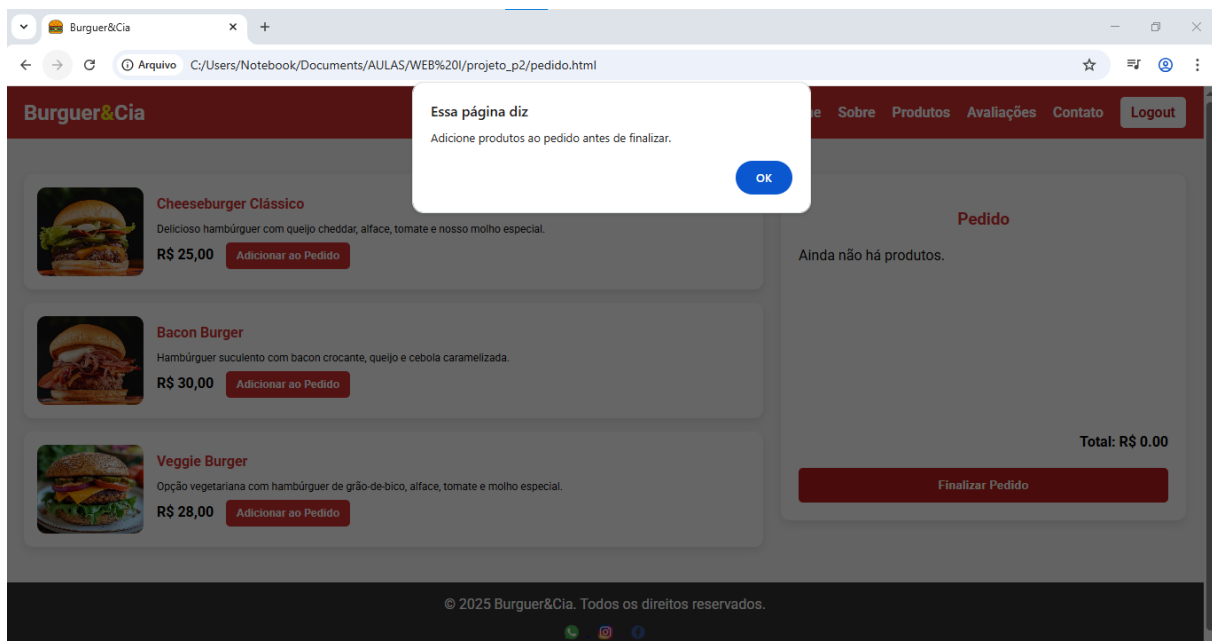 Burguer&Cia
Arquivo C:/Users/Notebook/Documents/AULAS/WEB%20I/projeto_p2/pedido.html
Burguer&Cia
Sobre Produtos Avaliações Contato Logout
Essa página diz
Adicione produtos ao pedido antes de finalizar.
OK
Cheeseburger Clássico
Delicioso hambúrguer com queijo cheddar, alface, tomate e nosso molho especial.
R$ 25,00 Adicionar ao Pedido
Bacon Burger
Hambúrguer suculento com bacon crocante, queijo e cebola caramelizada.
R$ 30,00 Adicionar ao Pedido
Veggie Burger
Opção vegetariana com hambúrguer de grão-de-bico, alface, tomate e molho especial.
R$ 28,00 Adicionar ao Pedido
Pedido
Ainda não há produtos.
Total: R$ 0.00
Finalizar Pedido
© 2025 Burguer&Cia. Todos os direitos reservados.